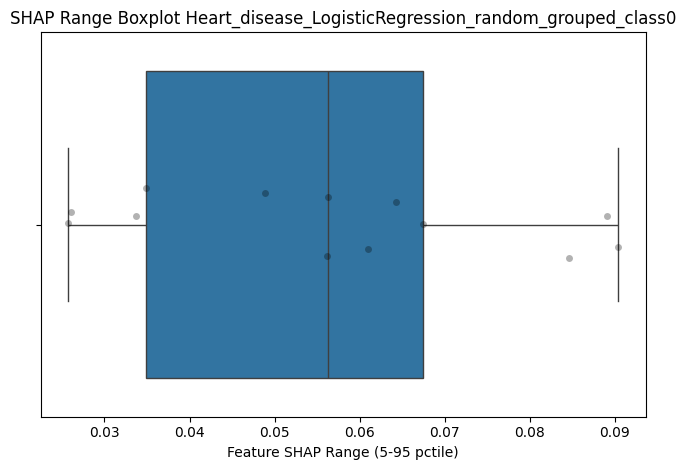 SHAP Range Boxplot Heart_disease_LogisticRegression_random_grouped_class0
0.03 0.04 0.05 0.06 0.07 0.08 0.09
Feature SHAP Range (5-95 pctile)